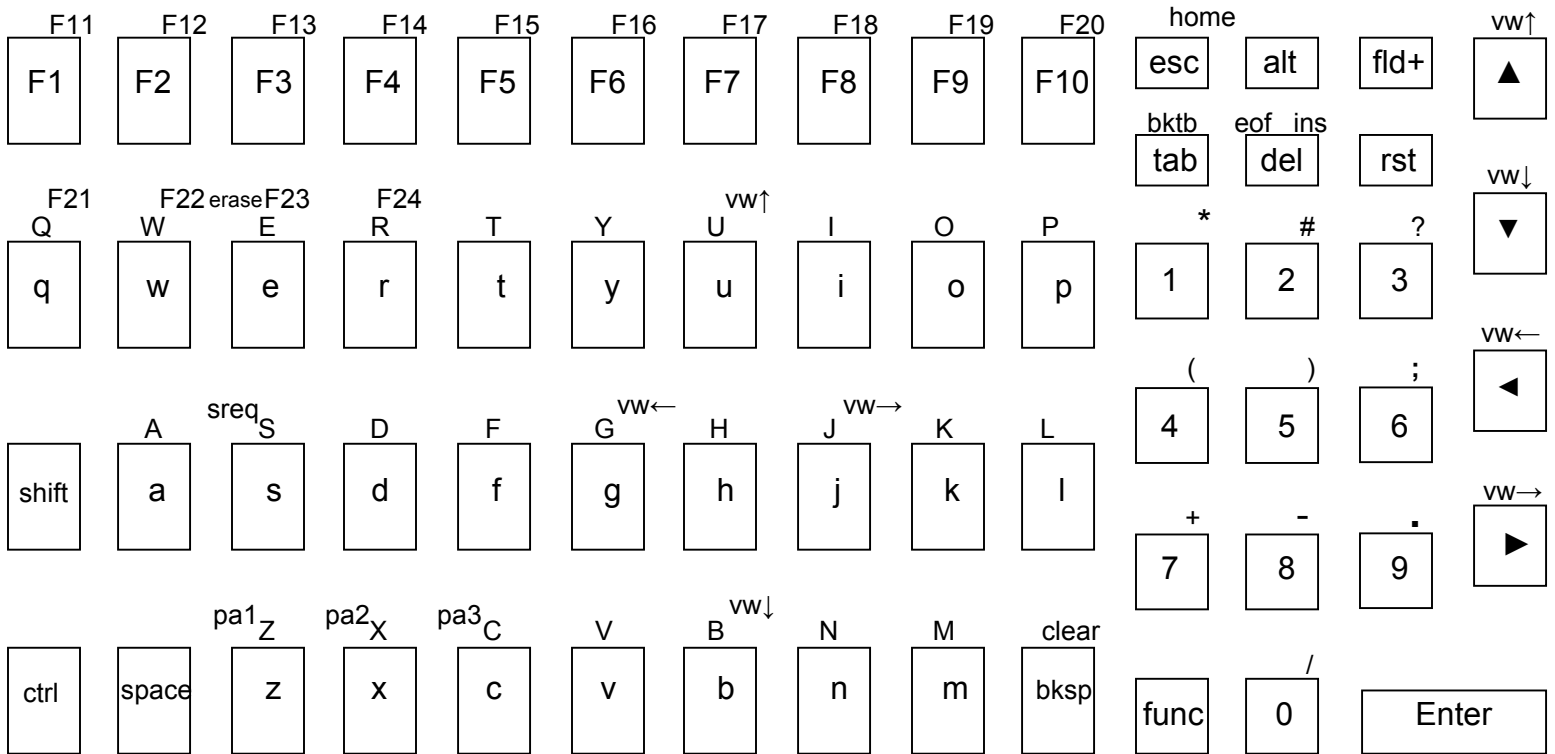 F11 F12 F13 F14 F15 F16 F17 F18 F19 F20 home vw↑
F1 F2 F3 F4 F5 F6 F7 F8 F9 F10 esc alt fld+ ▲
bktb eof ins
tab del rst
vw↓
F21 F22 erase F23 F24 vw↑
Q W E R T Y U I O P * # ?
q w e r t y u i o p 1 2 3 ▼
vw←
( ) ;
sreq vw← vw→
A S D F G H J K L 4 5 6 ◄
shift a s d f g h j k l
vw→
+ - .
7 8 9 ►
pa1 pa2 pa3 vw↓
Z X C V B N M clear
/
ctrl space z x c v b n m bksp func 0 Enter